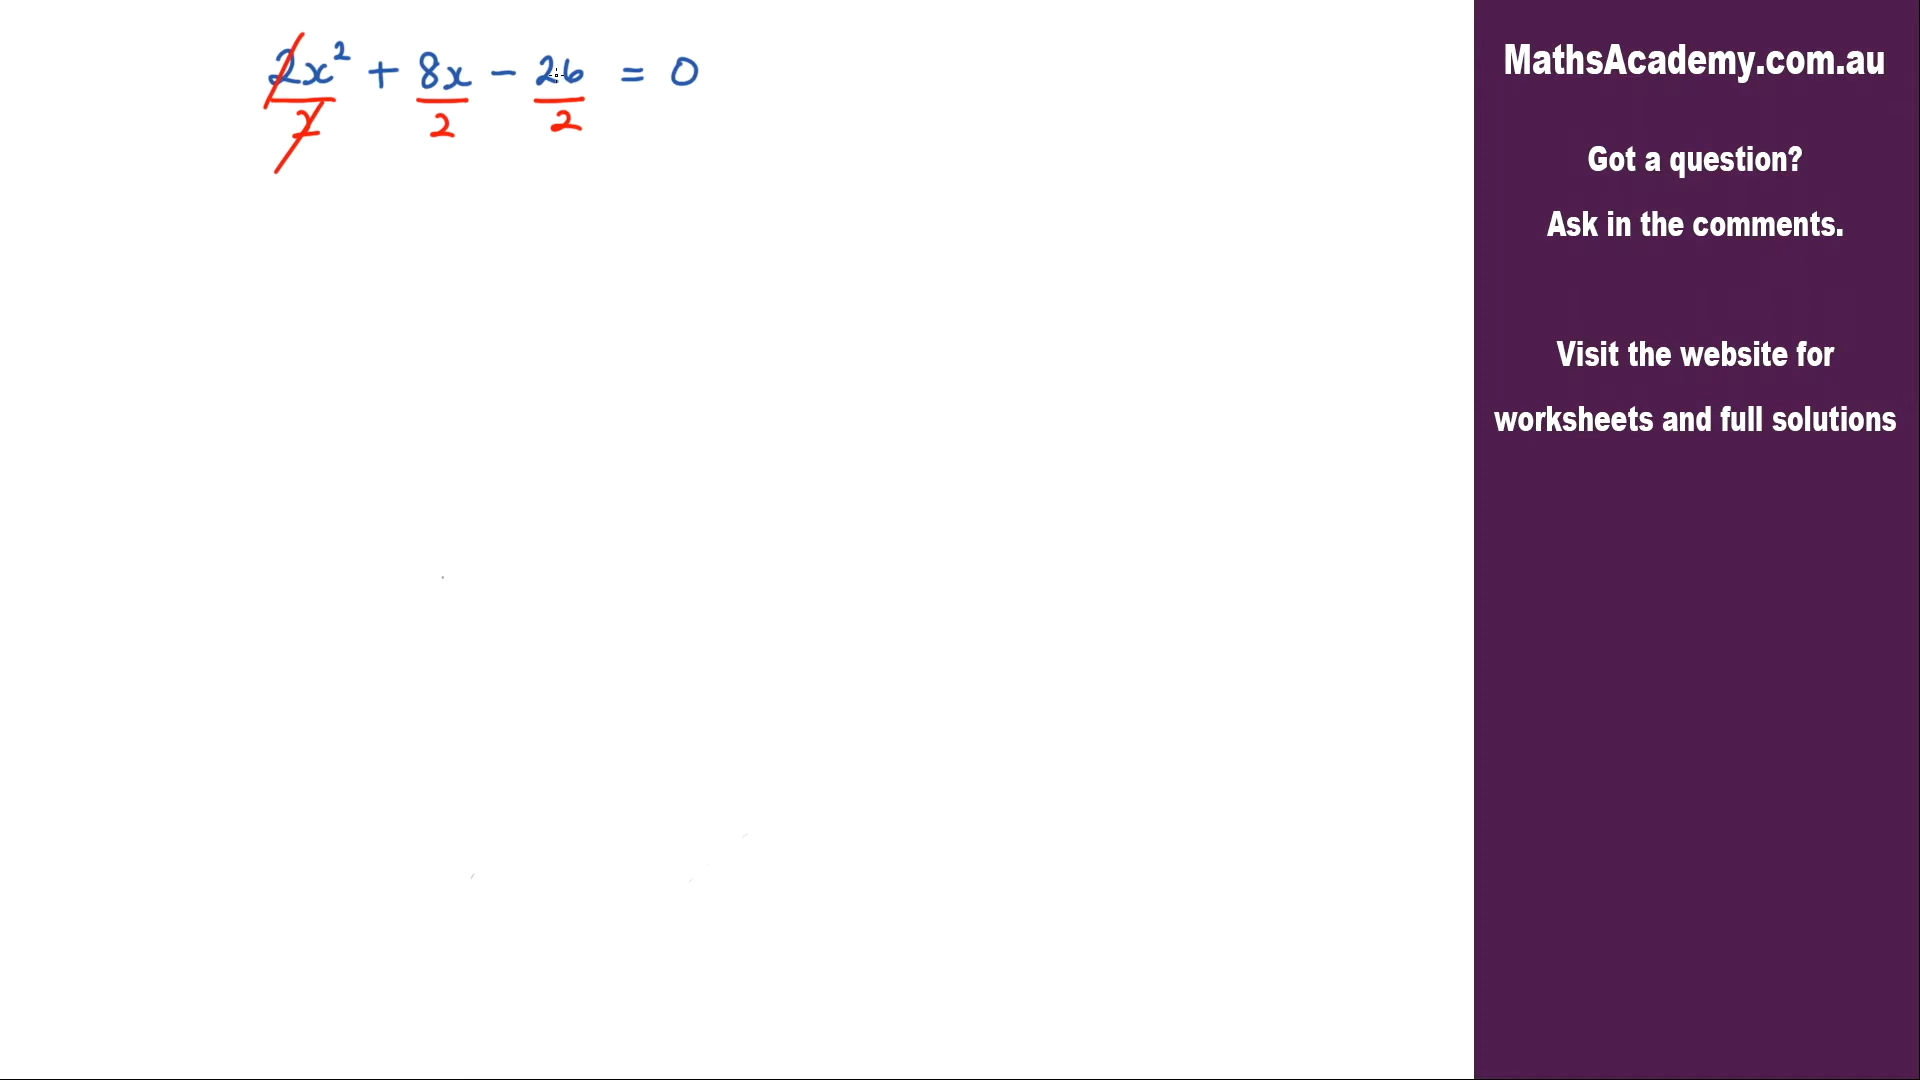 2x² + 8x - 26 = 0
2 2 2
MathsAcademy.com.au
Got a question?
Ask in the comments.
Visit the website for
worksheets and full solutions